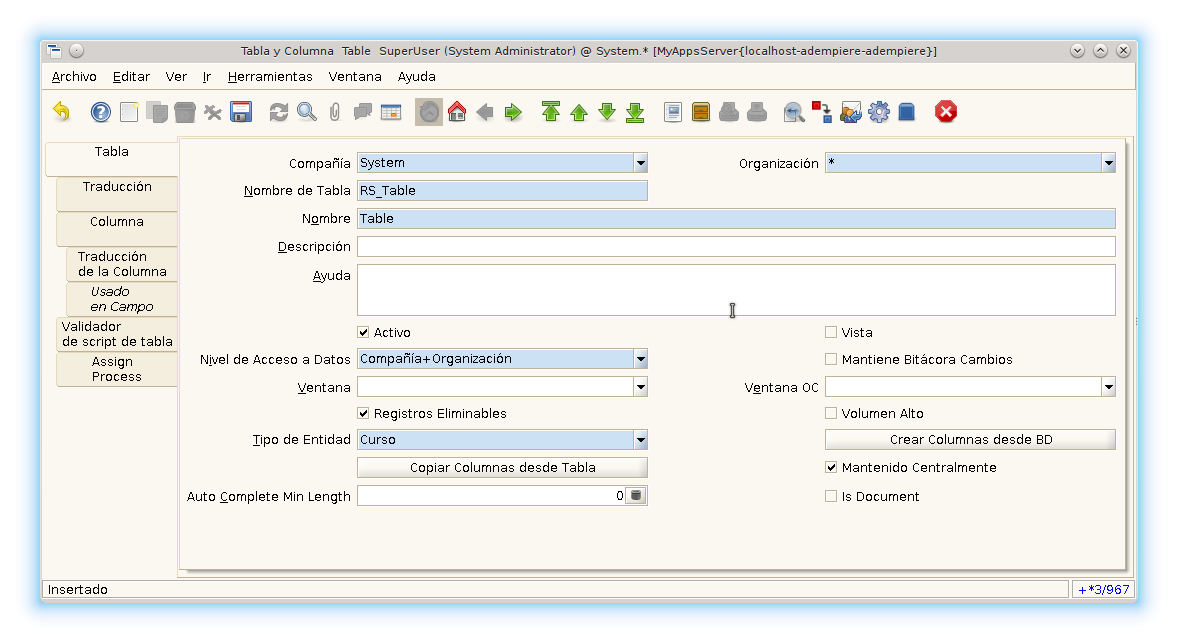 Tabla y Columna Table SuperUser (System Administrator) @ System.* [MyAppsServer{localhost-adempiere-adempiere}]
Archivo Editar Ver Ir Herramientas Ventana Ayuda
Tabla
Traducción
Columna
Traducción
de la Columna
Usado
en Campo
Validador
de script de tabla
Assign
Process
Compañía System Organización *
Nombre de Tabla RS_Table
Nombre Table
Descripción
Ayuda
Activo Vista
Nivel de Acceso a Datos Compañía+Organización Mantiene Bitácora Cambios
Ventana Ventana OC
Registros Eliminables Volumen Alto
Tipo de Entidad Curso Crear Columnas desde BD
Copiar Columnas desde Tabla Mantenido Centralmente
Auto Complete Min Length 0 Is Document
Insertado +*3/967